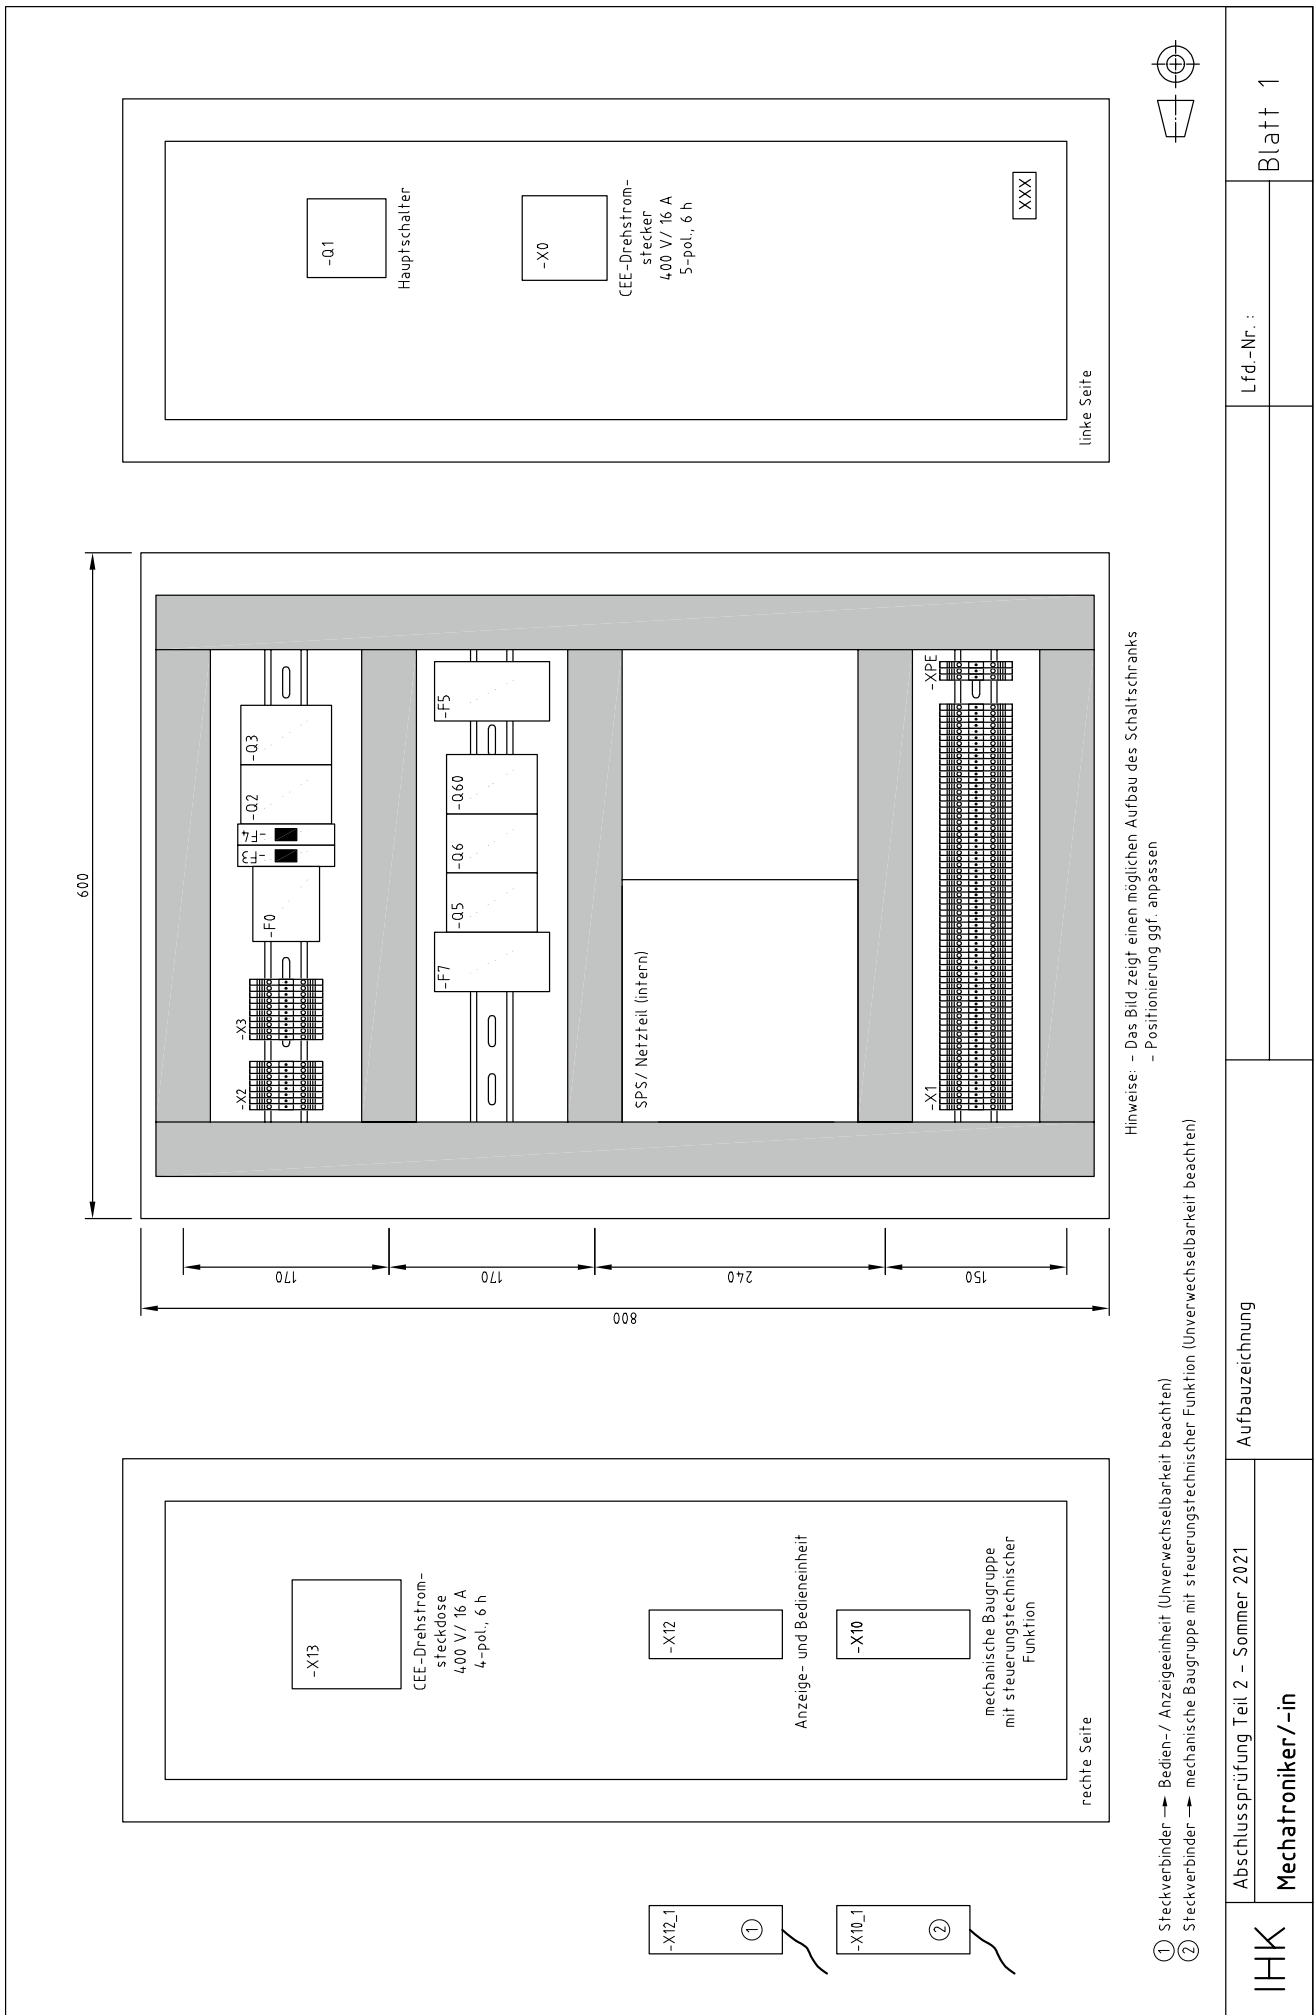 -X12_1
1
-X10_1
2
-X13
CEE-Drehstrom-
steckdose
400 V/ 16 A
4-pol., 6 h
-X12
Anzeige- und Bedieneinheit
-X10
mechanische Baugruppe
mit steuerungstechnischer
Funktion
rechte Seite
600
800
170
170
240
150
-X2
-X3
-F0
-F3
-F4
-Q2
-Q3
-F7
-Q5
-Q6
-Q60
-F5
SPS/ Netzteil (intern)
-X1
-XPE
-Q1
Hauptschalter
-X0
CEE-Drehstrom-
stecker
400 V/ 16 A
5-pol., 6 h
XXX
linke Seite
Hinweise: - Das Bild zeigt einen möglichen Aufbau des Schaltschranks
- Positionierung ggf. anpassen
1 Steckverbinder → Bedien-/ Anzeigeeinheit (Unverwechselbarkeit beachten)
2 Steckverbinder → mechanische Baugruppe mit steuerungstechnischer Funktion (Unverwechselbarkeit beachten)
IHK
Abschlussprüfung Teil 2 - Sommer 2021
Mechatroniker/-in
Aufbauzeichnung
Lfd.-Nr. :
Blatt 1